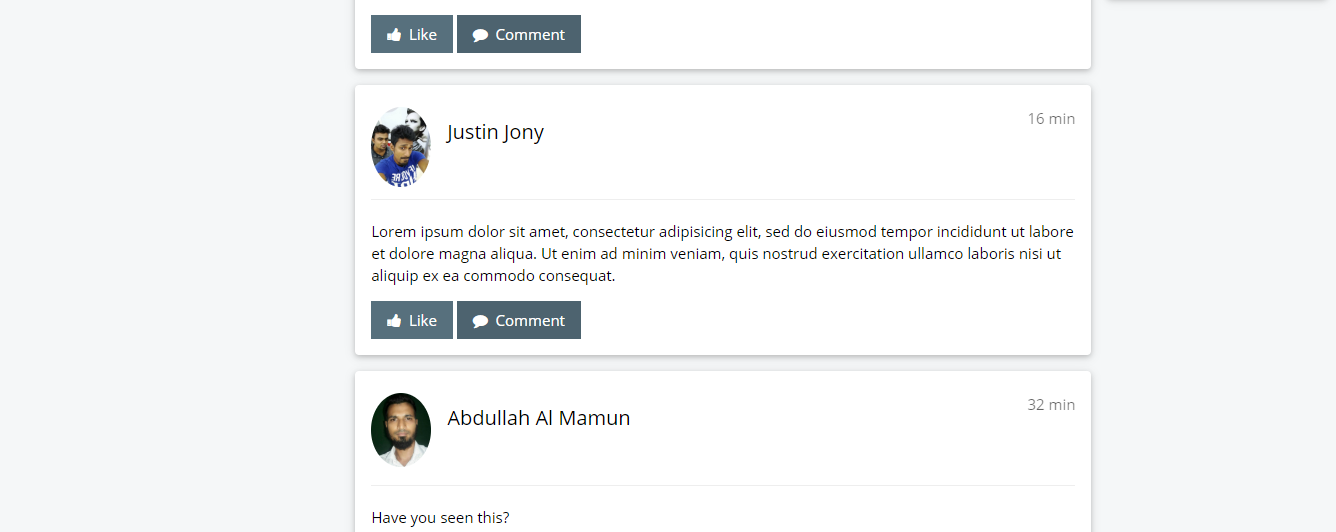 Like Comment
Justin Jony
16 min
Lorem ipsum dolor sit amet, consectetur adipisicing elit, sed do eiusmod tempor incididunt ut labore
et dolore magna aliqua. Ut enim ad minim veniam, quis nostrud exercitation ullamco laboris nisi ut
aliquip ex ea commodo consequat.
Like Comment
Abdullah Al Mamun
32 min
Have you seen this?